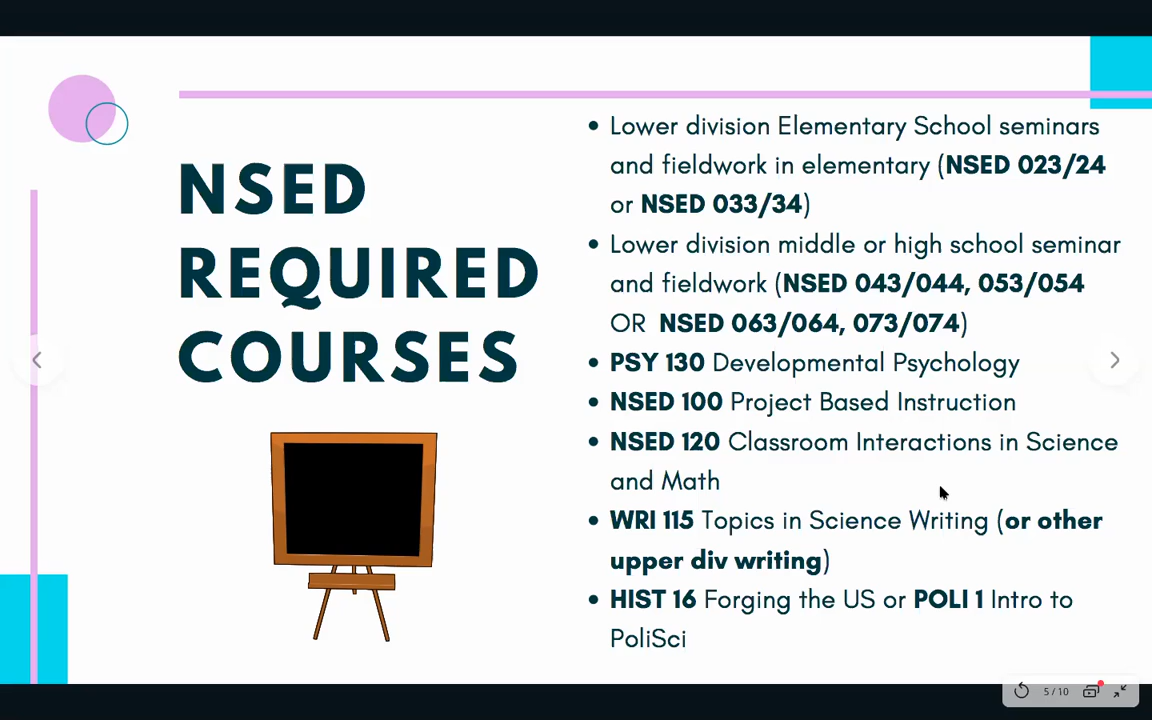 NSED
REQUIRED
COURSES
• Lower division Elementary School seminars
and fieldwork in elementary (NSED 023/24
or NSED 033/34)
• Lower division middle or high school seminar
and fieldwork (NSED 043/044, 053/054
OR NSED 063/064, 073/074)
• PSY 130 Developmental Psychology
• NSED 100 Project Based Instruction
• NSED 120 Classroom Interactions in Science
and Math
• WRI 115 Topics in Science Writing (or other
upper div writing)
• HIST 16 Forging the US or POLI 1 Intro to
PoliSci
5/10